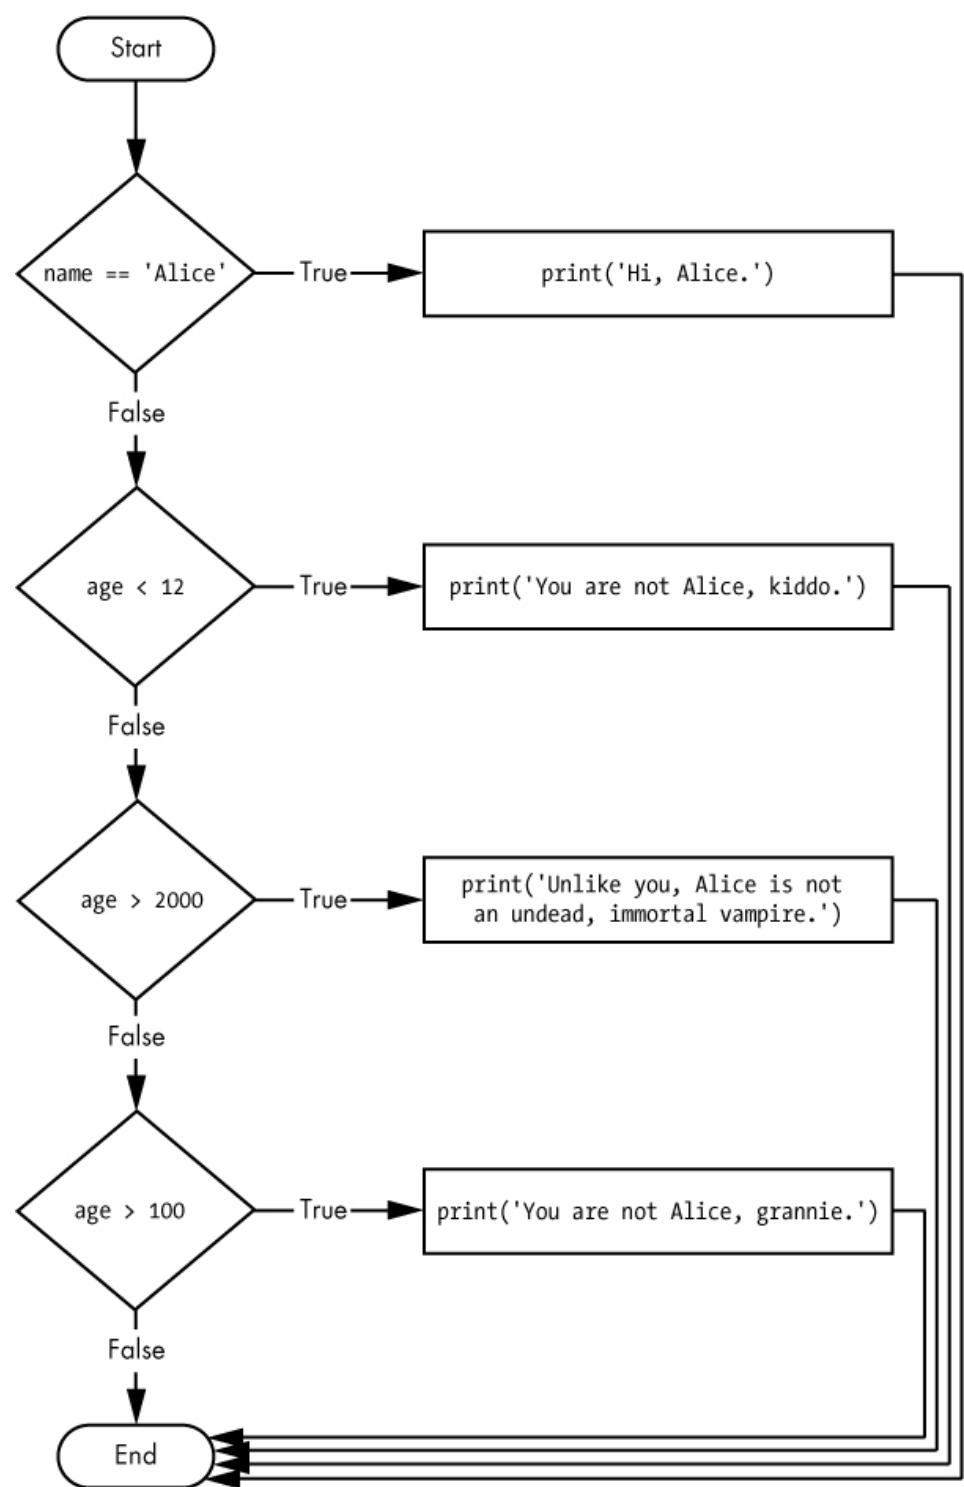 Start
name == 'Alice'
True
print('Hi, Alice.')
False
age < 12
True
print('You are not Alice, kiddo.')
False
age > 2000
True
print('Unlike you, Alice is not
an undead, immortal vampire.')
False
age > 100
True
print('You are not Alice, grannie.')
False
End